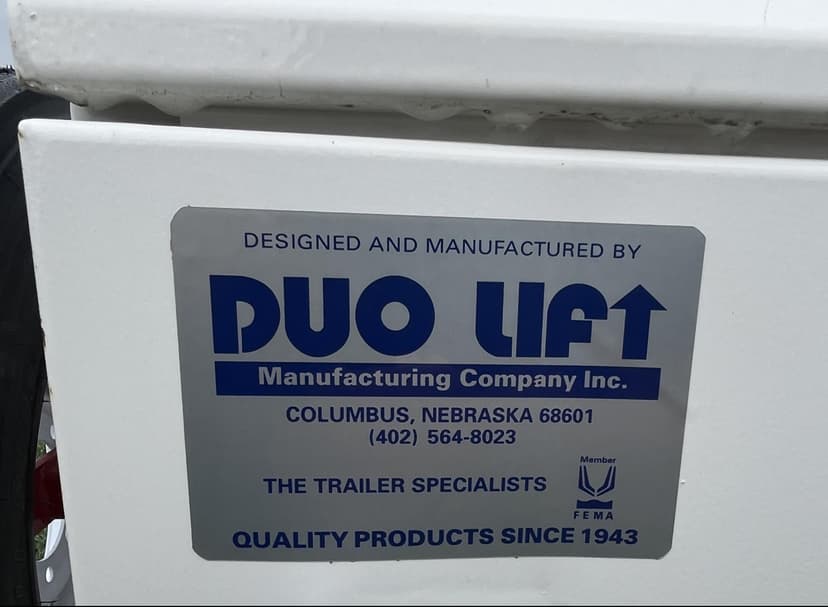 DESIGNED AND MANUFACTURED BY
DUO LIFT
Manufacturing Company Inc.
COLUMBUS, NEBRASKA 68601
(402) 564-8023
THE TRAILER SPECIALISTS
Member
FEMA
QUALITY PRODUCTS SINCE 1943